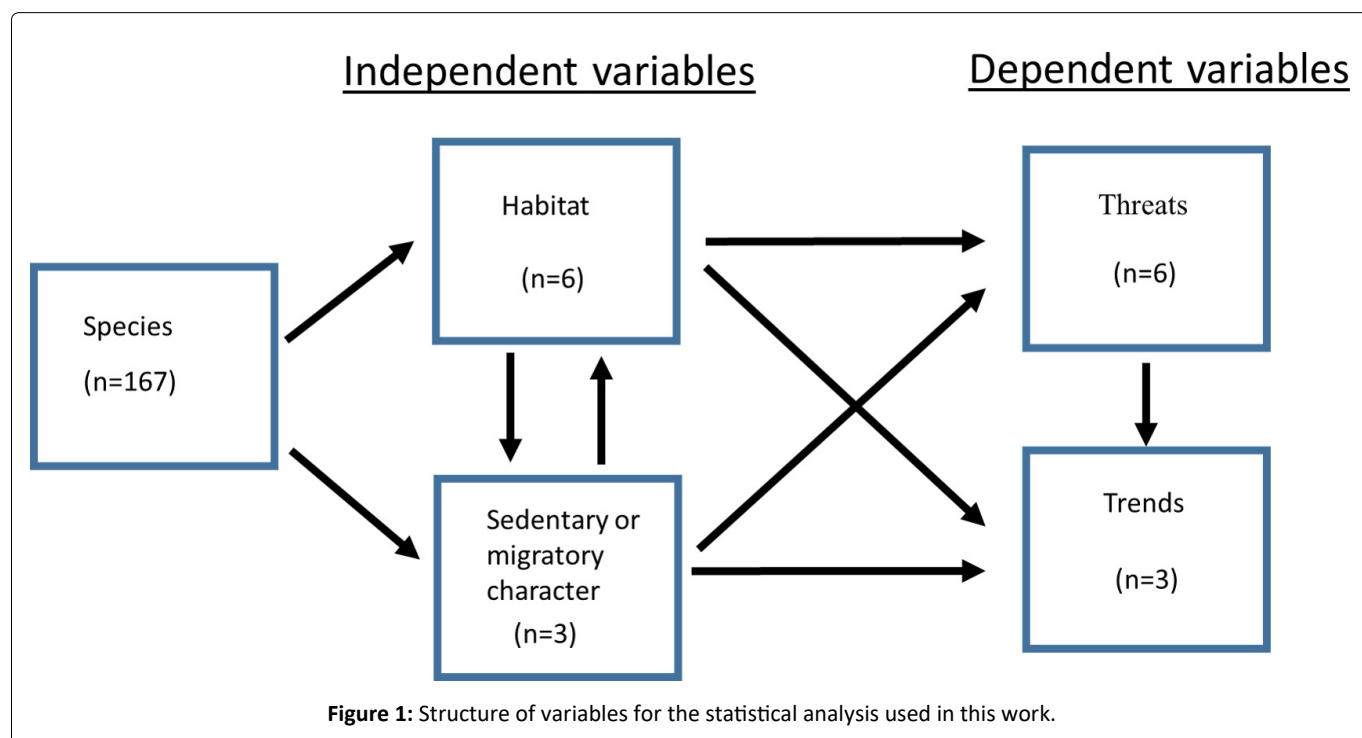 Independent variables
Dependent variables
Species
(n=167)
Habitat
(n=6)
Sedentary or
migratory
character
(n=3)
Threats
(n=6)
Trends
(n=3)
Figure 1: Structure of variables for the statistical analysis used in this work.